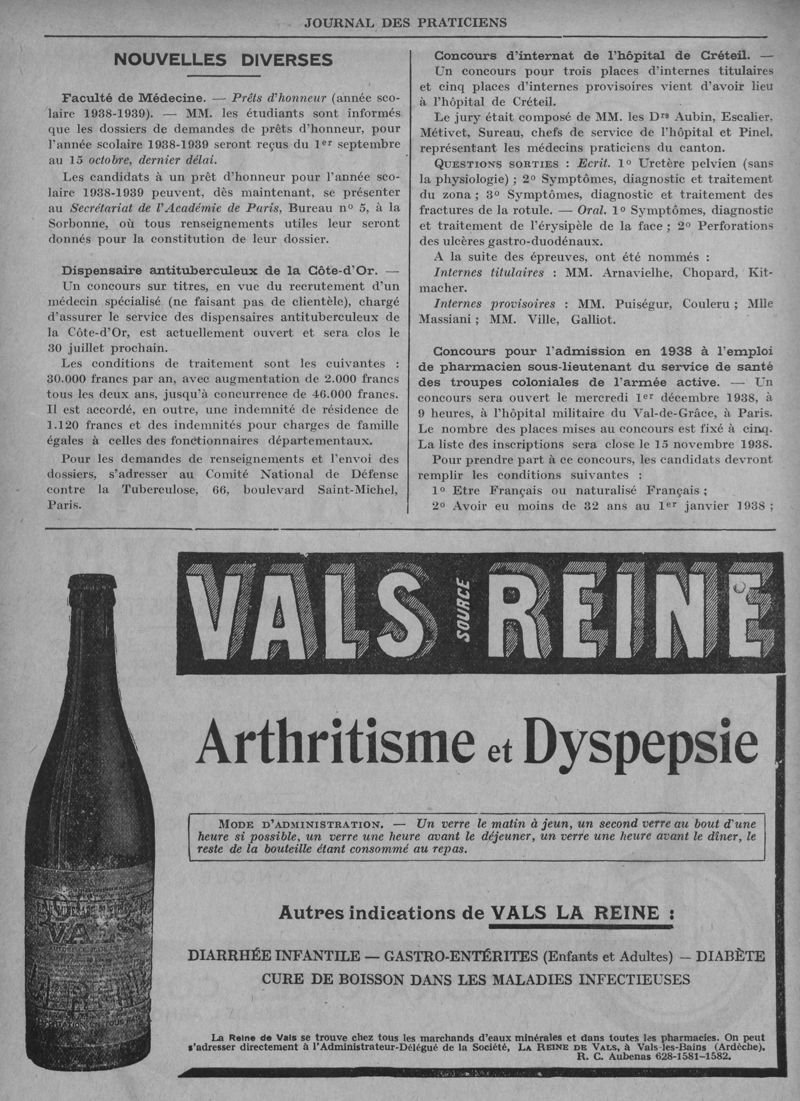 JOURNAL DES PRATICIENS
NOUVELLES DIVERSES
Faculté de Médecine. — Prêts d'honneur (année sco-
laire 1938-1939). — MM. les étudiants sont informés
que les dossiers de demandes de prêts d'honneur, pour
l'année scolaire 1938-1939 seront reçus du 1er septembre
au 15 octobre, dernier délai.
Les candidats à un prêt d'honneur pour l'année sco-
laire 1938-1939 peuvent, dès maintenant, se présenter
au Secrétariat de l'Académie de Paris, Bureau nº 5, à la
Sorbonne, où tous renseignements utiles leur seront
donnés pour la constitution de leur dossier.
Dispensaire antituberculeux de la Côte-d'Or. —
Un concours sur titres, en vue du recrutement d'un
médecin spécialisé (ne faisant pas de clientèle), chargé
d'assurer le service des dispensaires antituberculeux de
la Côte-d'Or, est actuellement ouvert et sera clos le
30 juillet prochain.
Les conditions de traitement sont les cuivantes :
30.000 francs par an, avec augmentation de 2.000 francs
tous les deux ans, jusqu'à concurrence de 46.000 francs.
Il est accordé, en outre, une indemnité de résidence de
1.120 francs et des indemnités pour charges de famille
égales à celles des fonctionnaires départementaux.
Pour les demandes de renseignements et l'envoi des
dossiers, s'adresser au Comité National de Défense
contre la Tuberculose, 66, boulevard Saint-Michel,
Paris.
Concours d'internat de l'hôpital de Créteil. —
Un concours pour trois places d'internes titulaires
et cinq places d'internes provisoires vient d'avoir lieu
à l'hôpital de Créteil.
Le jury était composé de MM. les Drs Aubin, Escalier,
Métivet, Sureau, chefs de service de l'hôpital et Pinel,
représentant les médecins praticiens du canton.
QUESTIONS SORTIES : Ecrit. 1º Uretère pelvien (sans
la physiologie) ; 2º Symptômes, diagnostic et traitement
du zona ; 3º Symptômes, diagnostic et traitement des
fractures de la rotule. — Oral. 1º Symptômes, diagnostic
et traitement de l'érysipèle de la face ; 2º Perforations
des ulcères gastro-duodénaux.
A la suite des épreuves, ont été nommés :
Internes titulaires : MM. Arnavielhe, Chopard, Kit-
macher.
Internes provisoires : MM. Puiségur, Couleru ; Mlle
Massiani ; MM. Ville, Galliot.
Concours pour l'admission en 1938 à l'emploi
de pharmacien sous-lieutenant du service de santé
des troupes coloniales de l'armée active. — Un
concours sera ouvert le mercredi 1er décembre 1938, à
9 heures, à l'hôpital militaire du Val-de-Grâce, à Paris.
Le nombre des places mises au concours est fixé à cinq.
La liste des inscriptions sera close le 15 novembre 1938.
Pour prendre part à ce concours, les candidats devront
remplir les conditions suivantes :
1º Etre Français ou naturalisé Français ;
2º Avoir eu moins de 32 ans au 1er janvier 1938 ;
VALS SOURCE REINE
Arthritisme et Dyspepsie
MODE D'ADMINISTRATION. — Un verre le matin à jeun, un second verre au bout d'une
heure si possible, un verre une heure avant le déjeuner, un verre une heure avant le dîner, le
reste de la bouteille étant consommé au repas.
Autres indications de VALS LA REINE :
DIARRHÉE INFANTILE — GASTRO-ENTÉRITES (Enfants et Adultes) — DIABÈTE
CURE DE BOISSON DANS LES MALADIES INFECTIEUSES
La Reine de Vals se trouve chez tous les marchands d'eaux minérales et dans toutes les pharmacies. On peut
s'adresser directement à l'Administrateur-Délégué de la Société, LA REINE DE VALS, à Vals-les-Bains (Ardèche).
R. C. Aubenas 628-1581-1582.
VALS